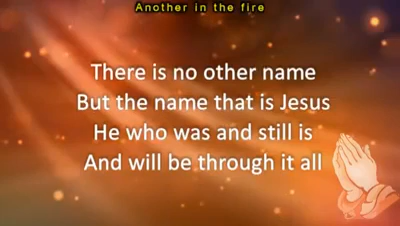 Another in the fire
There is no other name
But the name that is Jesus
He who was and still is
And will be through it all